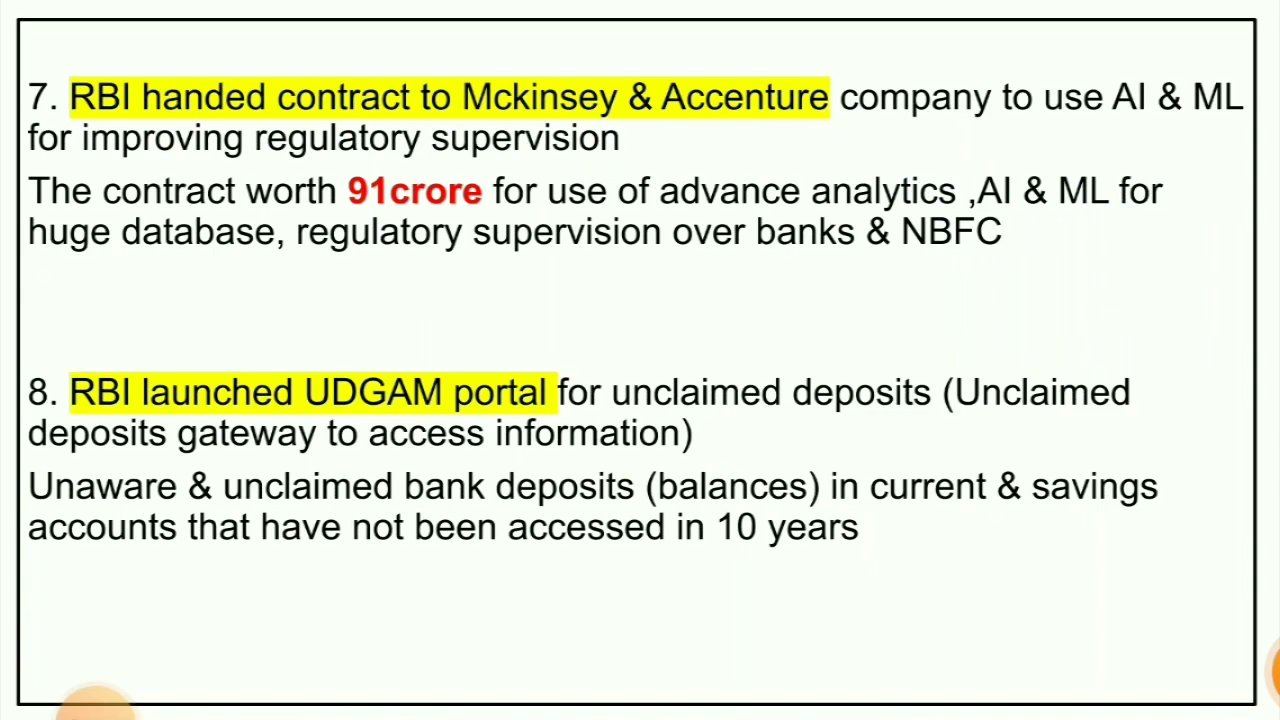 7. RBI handed contract to Mckinsey & Accenture company to use AI & ML
for improving regulatory supervision
The contract worth 91crore for use of advance analytics ,AI & ML for
huge database, regulatory supervision over banks & NBFC
8. RBI launched UDGAM portal for unclaimed deposits (Unclaimed
deposits gateway to access information)
Unaware & unclaimed bank deposits (balances) in current & savings
accounts that have not been accessed in 10 years